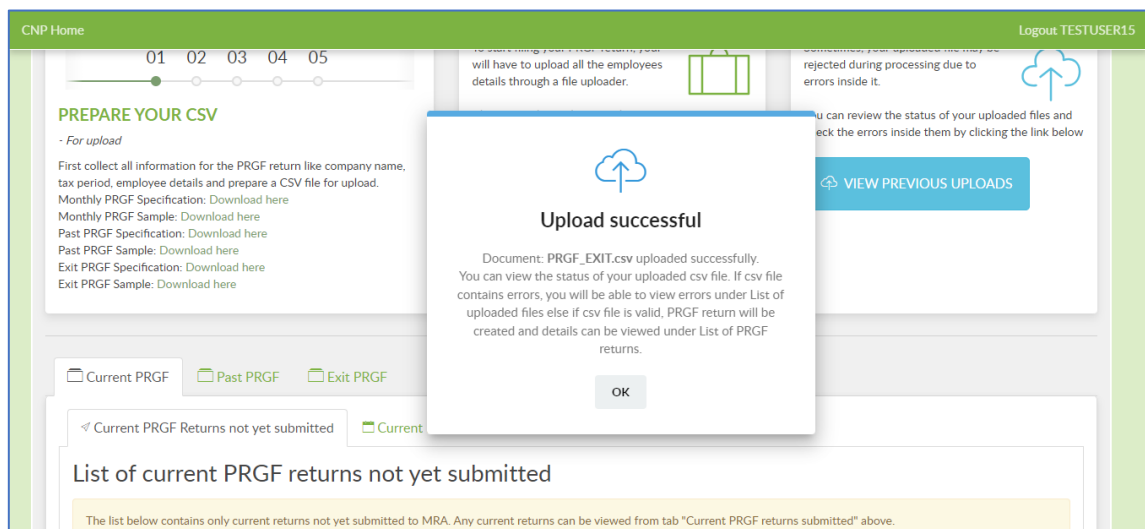 CNP Home
Logout TESTUSER15
01 02 03 04 05
PREPARE YOUR CSV
- For upload
First collect all information for the PRGF return like company name,
tax period, employee details and prepare a CSV file for upload.
Monthly PRGF Specification: Download here
Monthly PRGF Sample: Download here
Past PRGF Specification: Download here
Past PRGF Sample: Download here
Exit PRGF Specification: Download here
Exit PRGF Sample: Download here
will have to upload all the employees
details through a file uploader.
rejected during processing due to
errors inside it.
can review the status of your uploaded files and
the errors inside them by clicking the link below
VIEW PREVIOUS UPLOADS
Upload successful
Document: PRGF_EXIT.csv uploaded successfully.
You can view the status of your uploaded csv file. If csv file
contains errors, you will be able to view errors under List of
uploaded files else if csv file is valid, PRGF return will be
created and details can be viewed under List of PRGF
returns.
OK
Current PRGF
Past PRGF
Exit PRGF
Current PRGF Returns not yet submitted
Current
List of current PRGF returns not yet submitted
The list below contains only current returns not yet submitted to MRA. Any current returns can be viewed from tab "Current PRGF returns submitted" above.